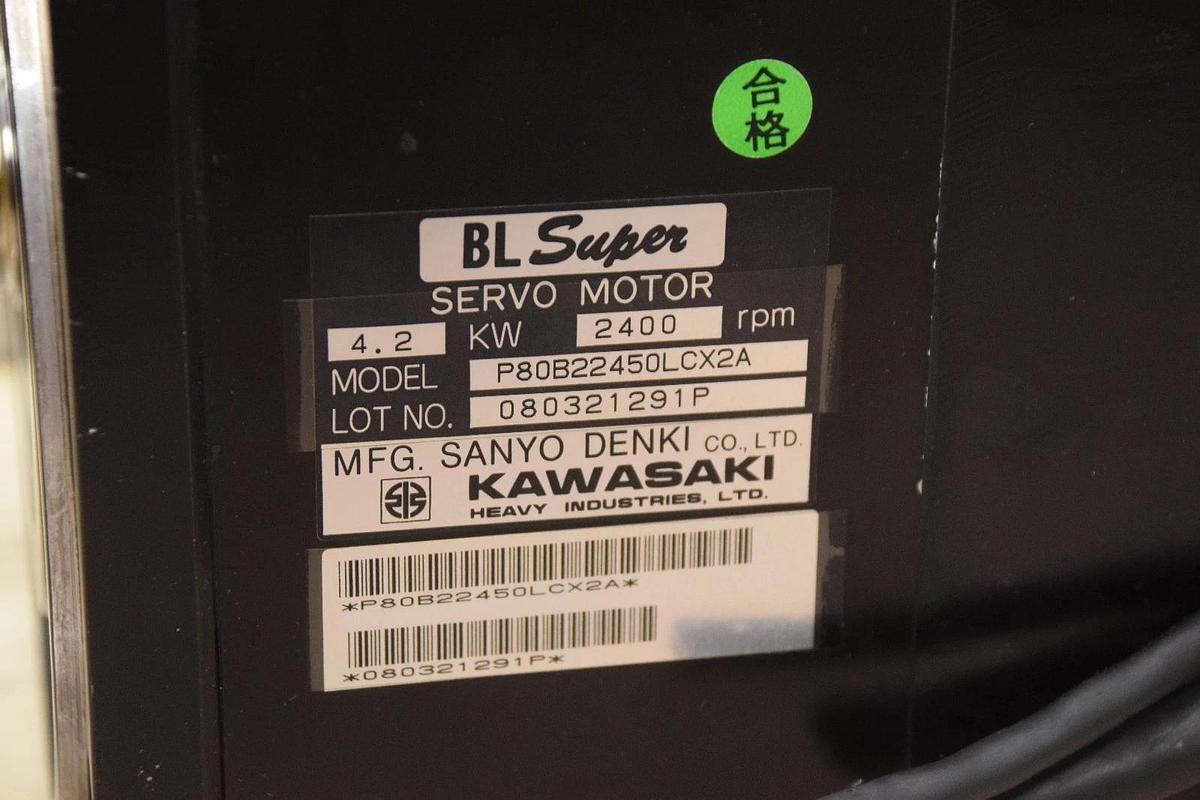 合
格
BL Super
SERVO MOTOR
4.2 KW 2400 rpm
MODEL P80B22450LCX2A
LOT NO. 080321291P
MFG. SANYO DENKI CO., LTD.
KAWASAKI
HEAVY INDUSTRIES, LTD.
*P80B22450LCX2A*
*080321291P*